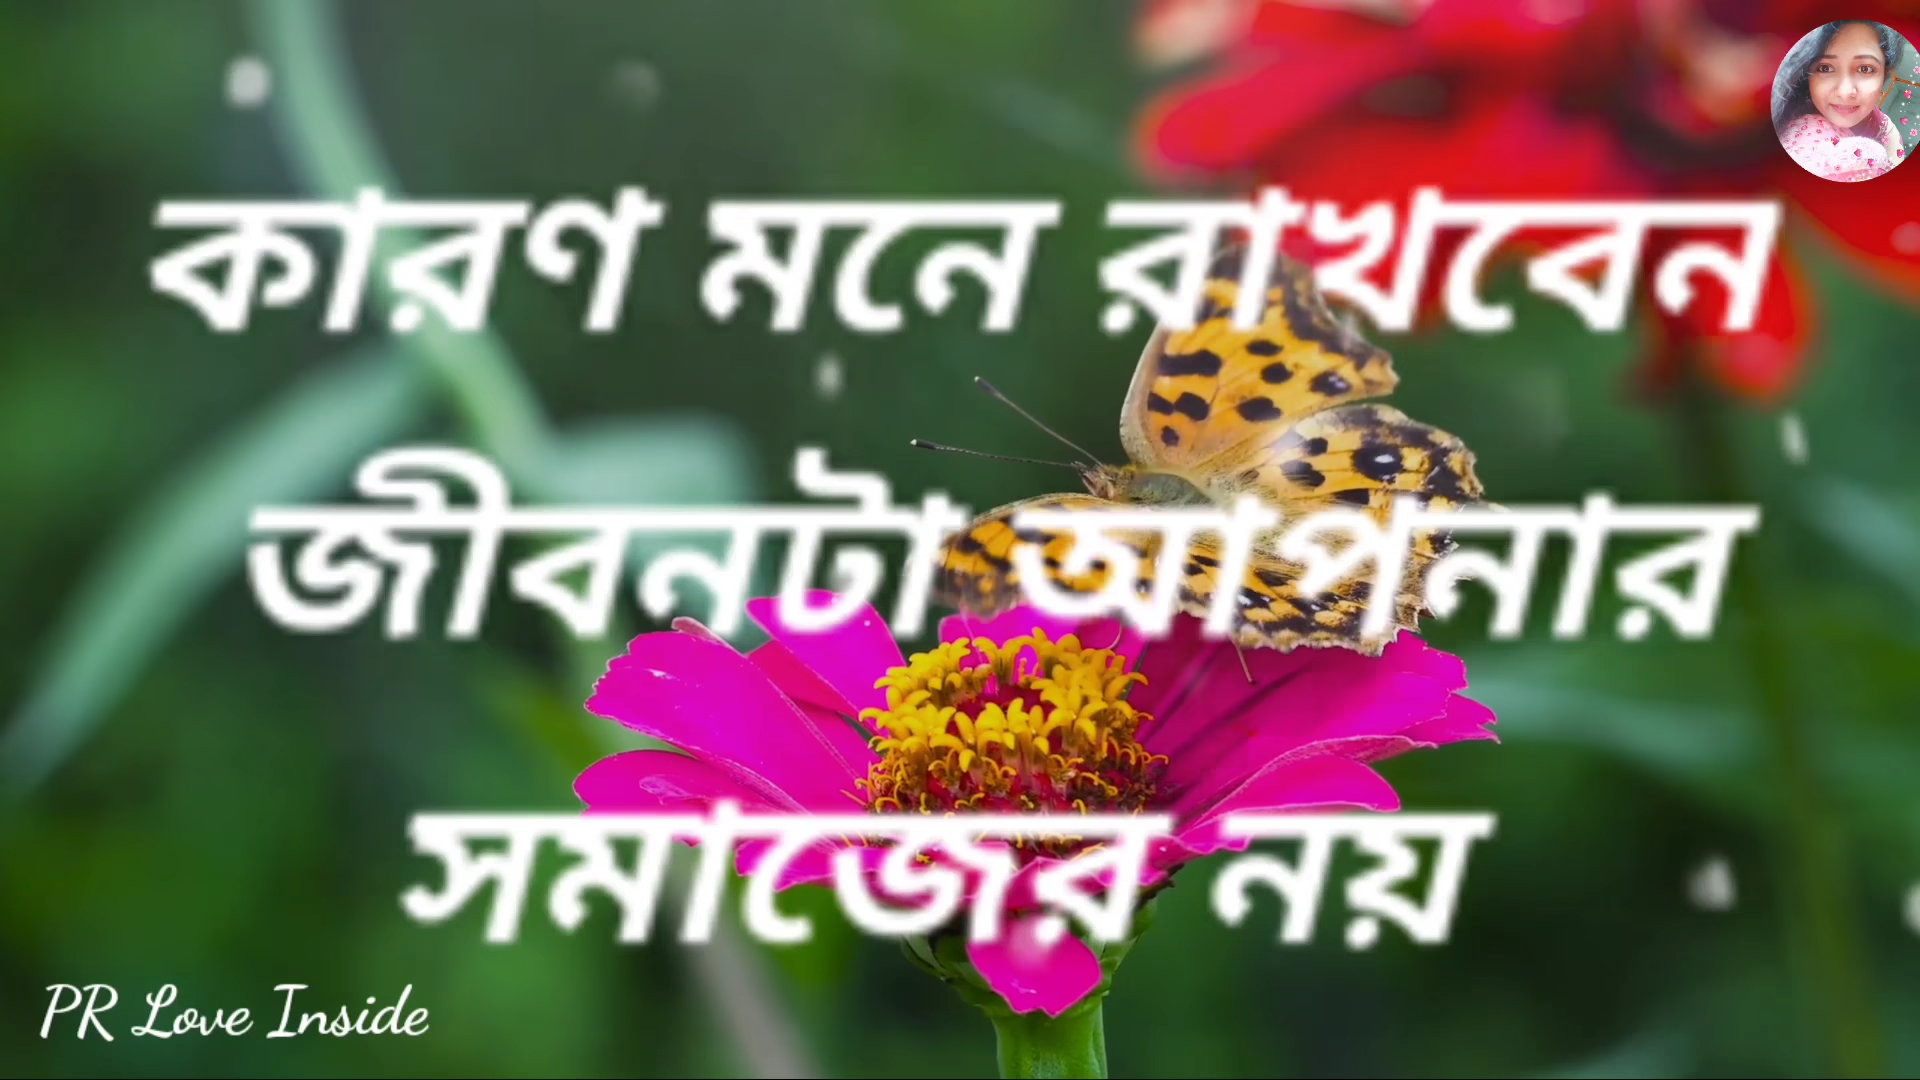 কারণ মনে রাখবেন
জীবনটা আপনার
সমাজের নয়
PR Love Inside